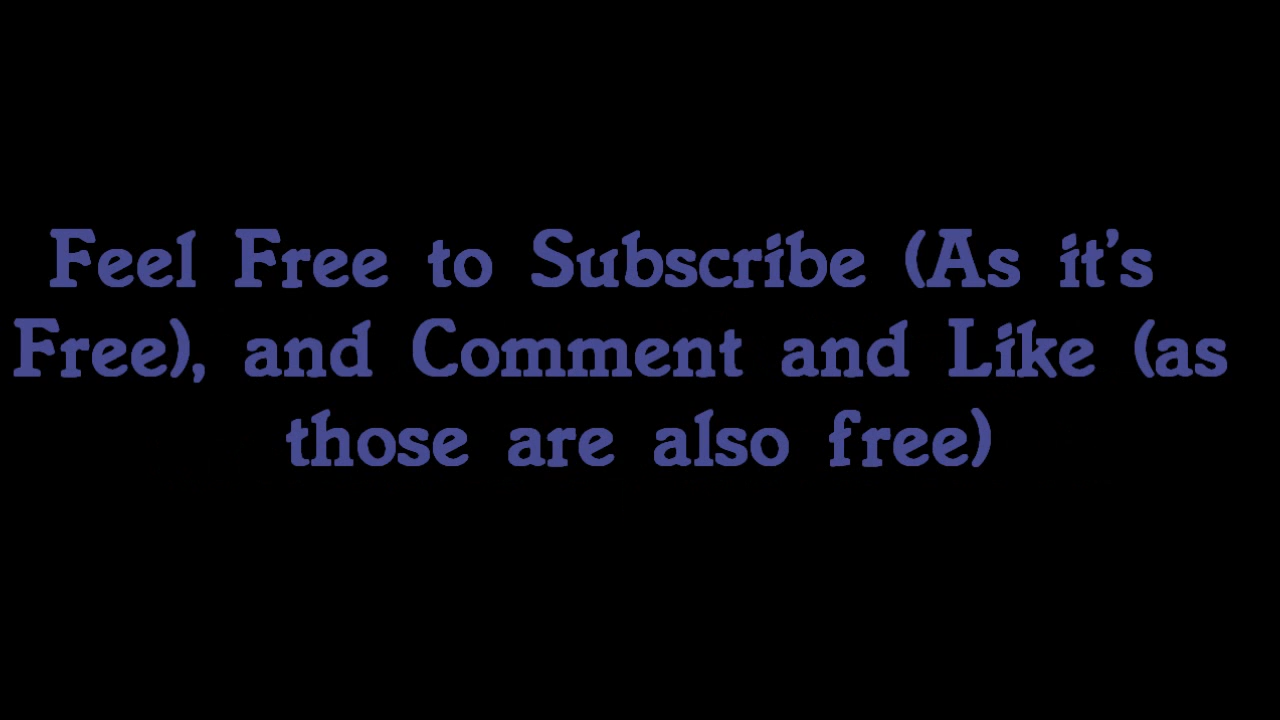 Feel Free to Subscribe (As it's
Free), and Comment and Like (as
those are also free)